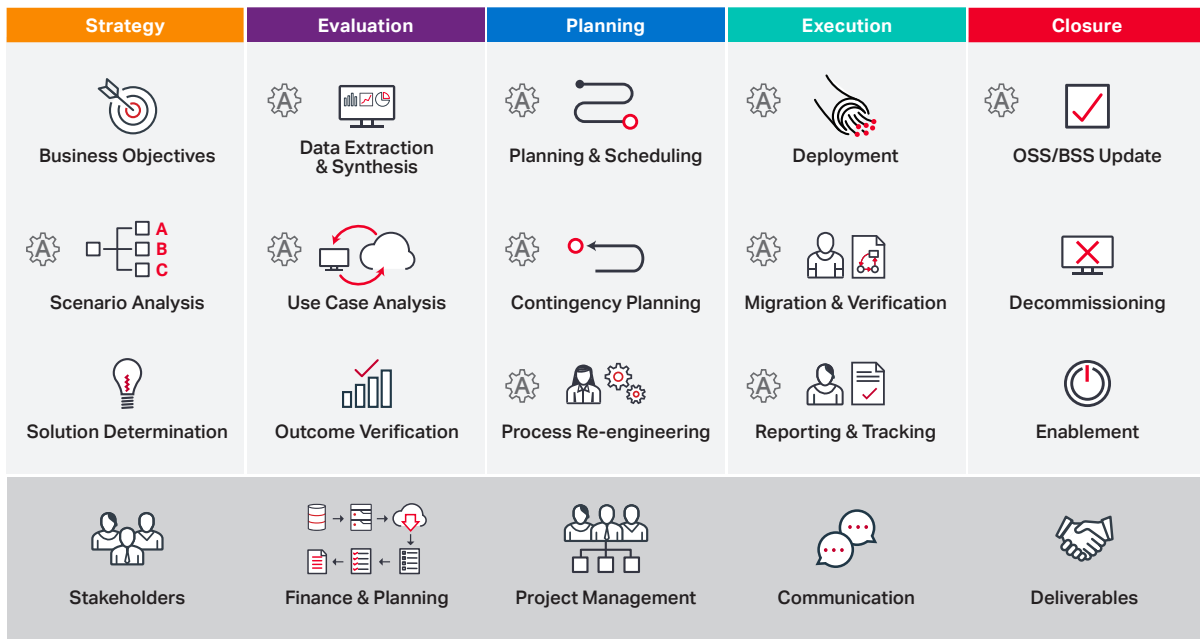 Strategy
Evaluation
Planning
Execution
Closure
Business Objectives
A
Data Extraction
& Synthesis
A
Planning & Scheduling
A
Deployment
A
OSS/BSS Update
A
A
B
C
Scenario Analysis
A
Use Case Analysis
A
Contingency Planning
A
Migration & Verification
Decommissioning
Solution Determination
Outcome Verification
A
Process Re-engineering
A
Reporting & Tracking
Enablement
Stakeholders
Finance & Planning
Project Management
Communication
Deliverables